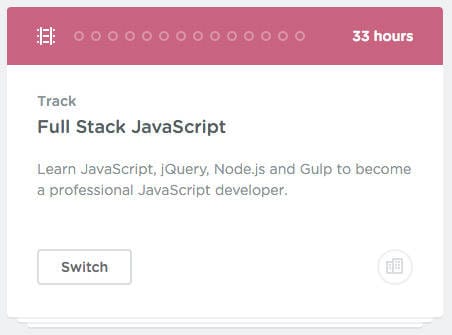 33 hours
Track
Full Stack JavaScript
Learn JavaScript, jQuery, Node.js and Gulp to become
a professional JavaScript developer.
Switch